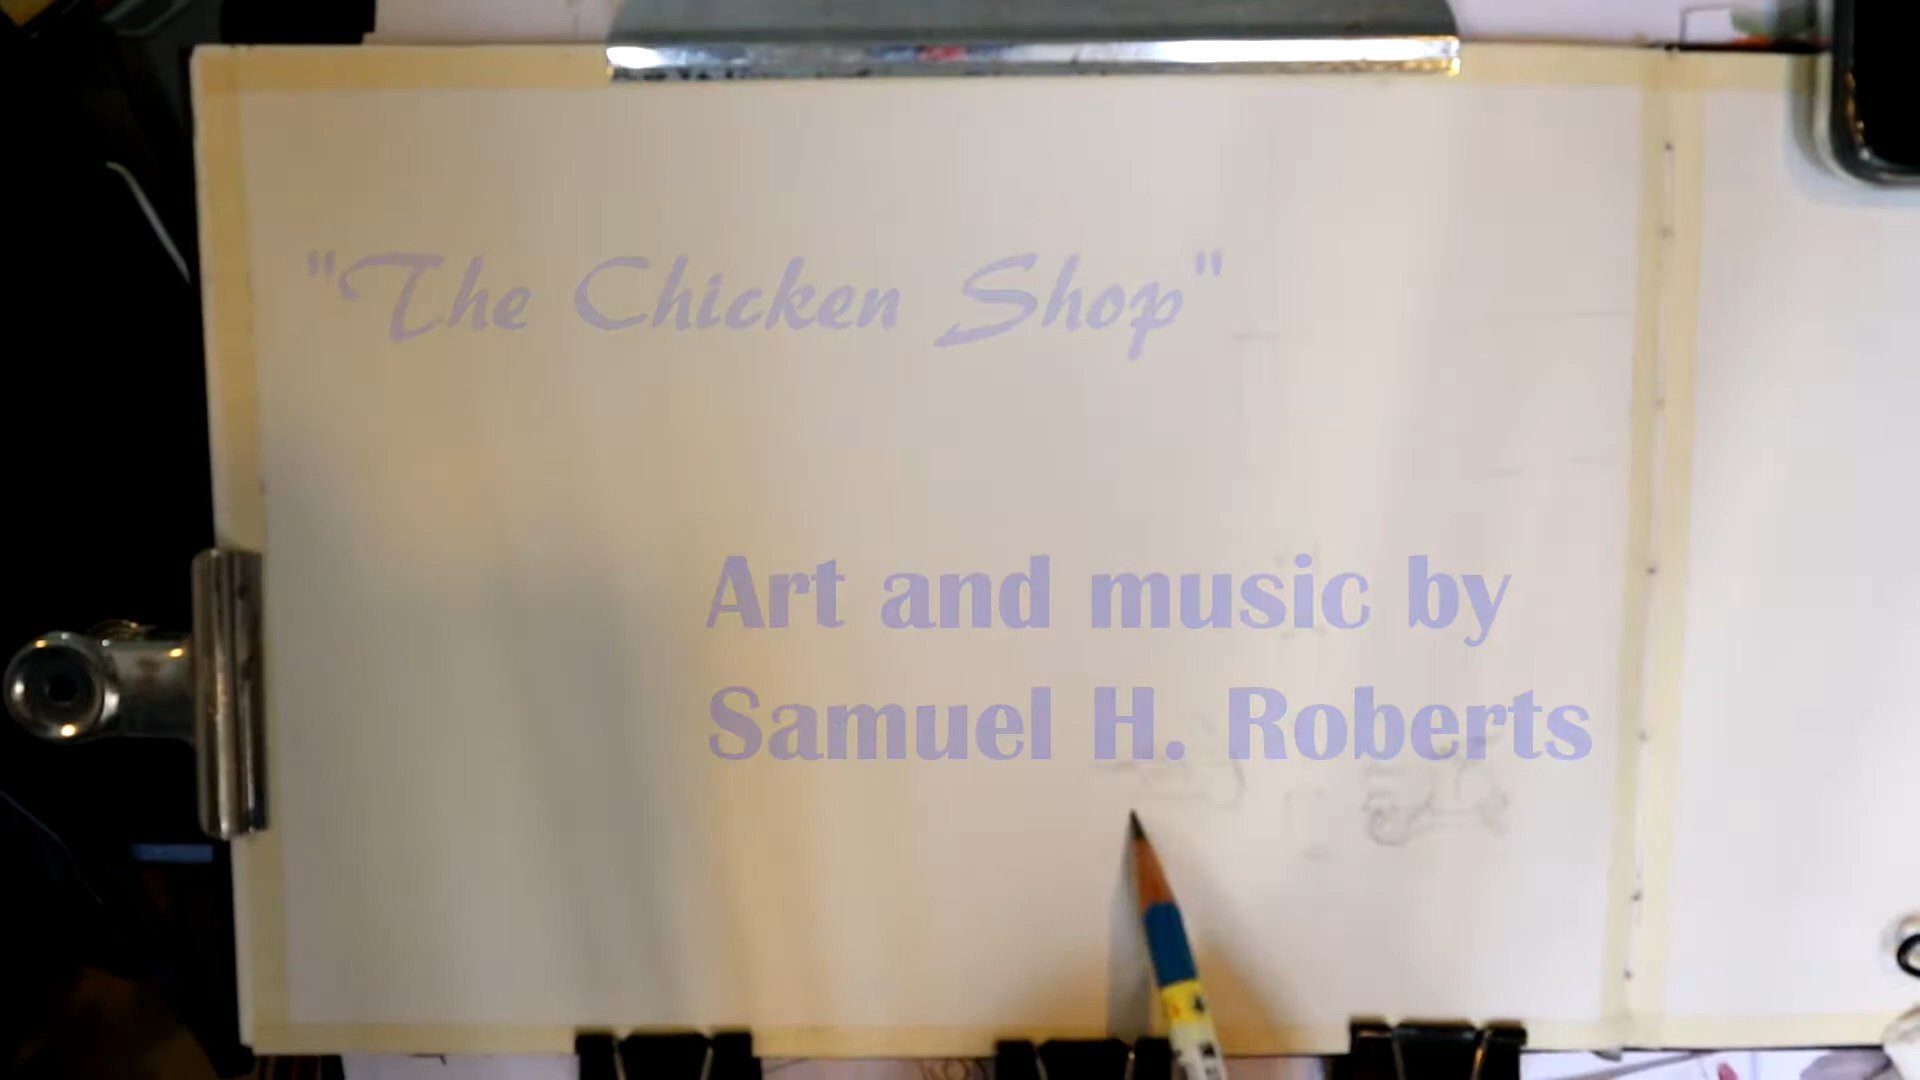 "The Chicken Shop"
Art and music by
Samuel H. Roberts